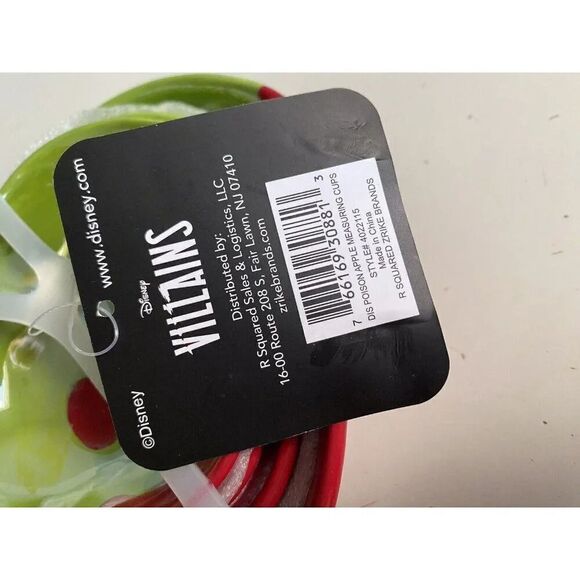 www.disney.com
Disney
VILLAINS
Distributed by:
R Squared Sales & Logistics, LLC
16-00 Route 208 S, Fair Lawn, NJ 07410
zrikebrands.com
7 66169 30881 3
DIS POISON APPLE MEASURING CUPS
STYLE# 4022115
Made in China
R SQUARED ZRIKE BRANDS
©Disney